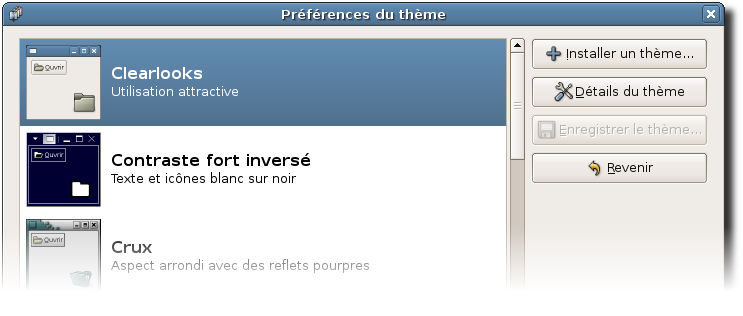 Préférences du thème
Ouvrir
Clearlooks
Utilisation attractive
Ouvrir
Contraste fort inversé
Texte et icônes blanc sur noir
Ouvrir
Crux
Aspect arrondi avec des reflets pourpres
Installer un thème...
Détails du thème
Enregistrer le thème...
Revenir